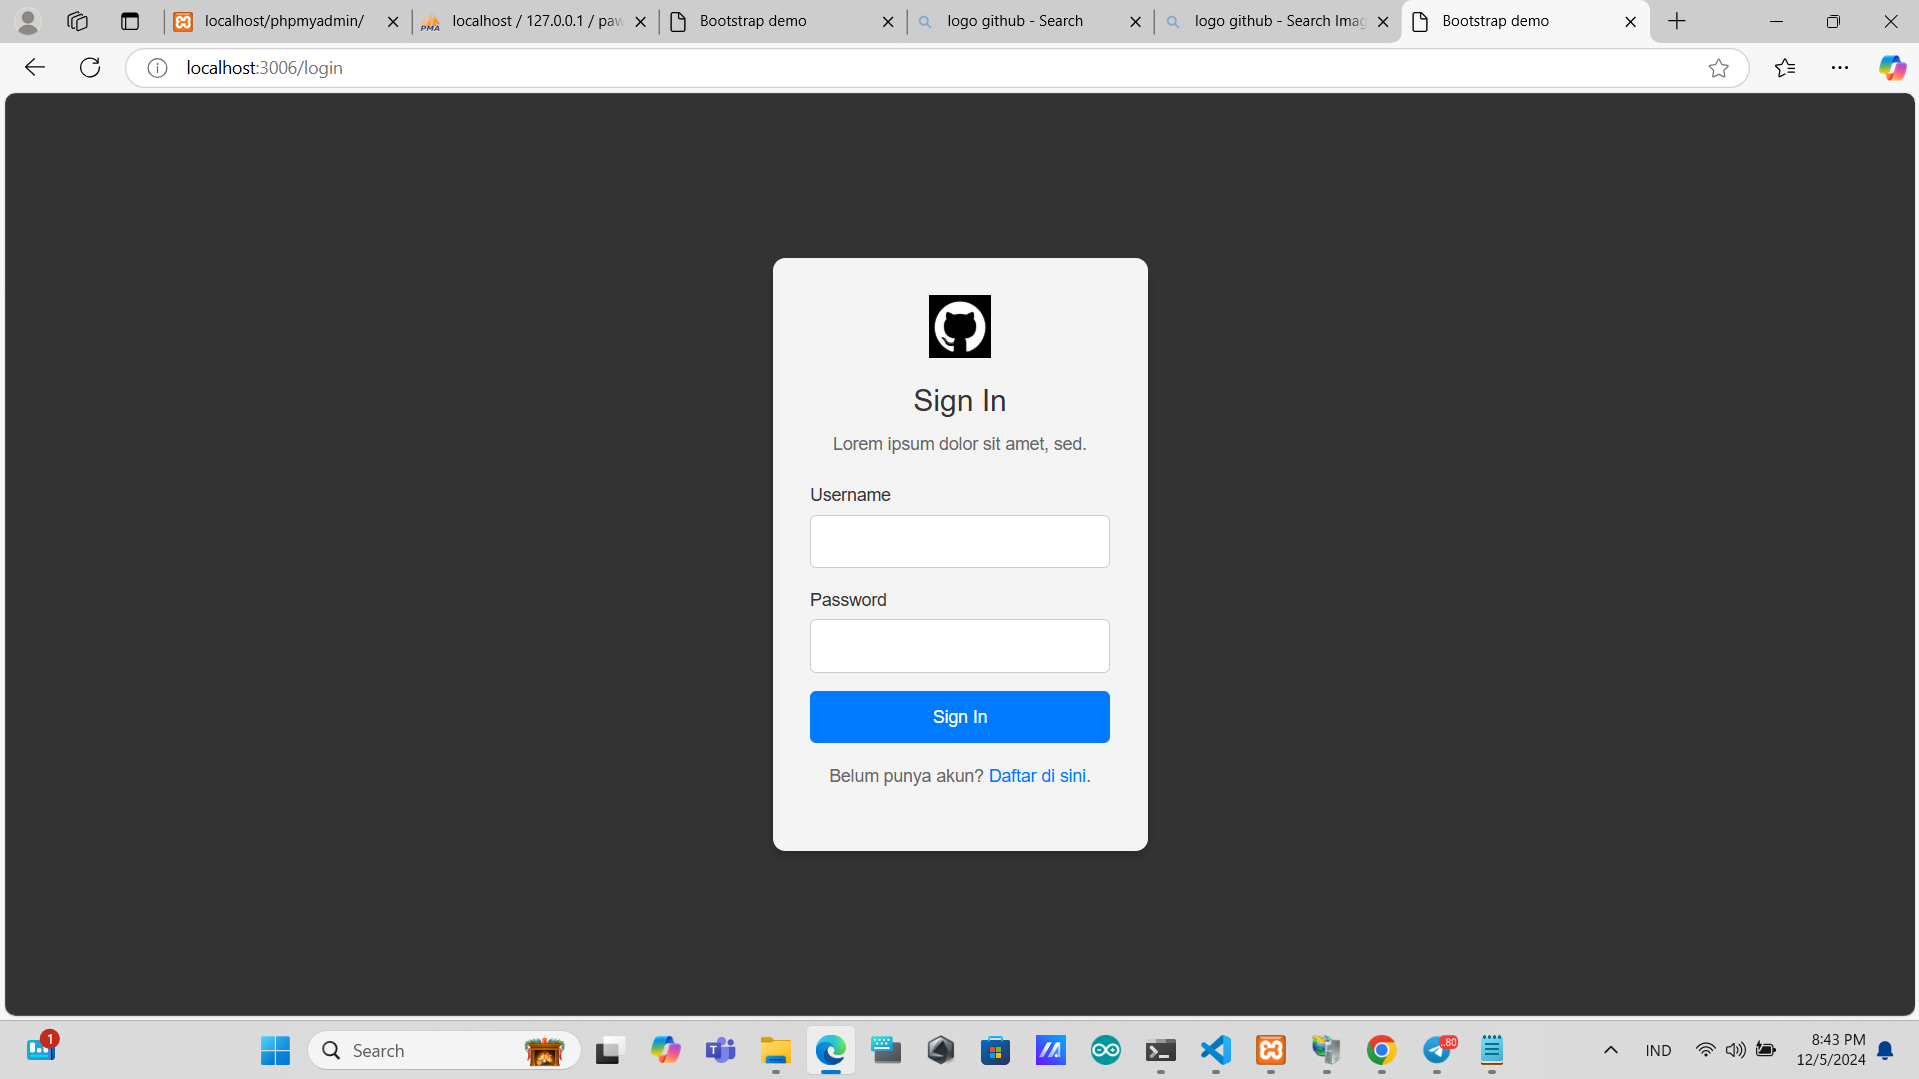 localhost/phpmyadmin/
localhost / 127.0.0.1 / paw
Bootstrap demo
logo github - Search
logo github - Search Imag
Bootstrap demo
localhost:3006/login
Sign In
Lorem ipsum dolor sit amet, sed.
Username
Password
Sign In
Belum punya akun? Daftar di sini.
1
Search
.80
IND
8:43 PM
12/5/2024